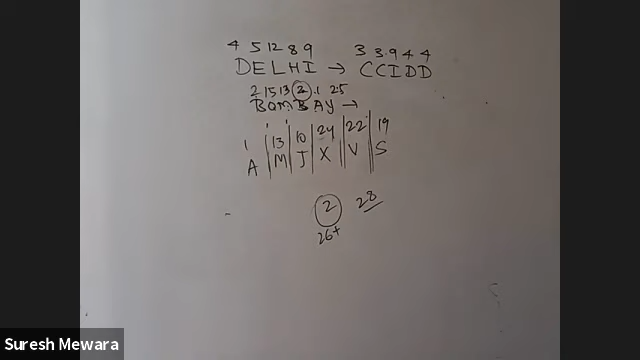 4 5 12 8 9 3 3 9 4 4
DELHI → CCIDD
2 15 13 2 1 25
BOMBAY →
1 13 10 24 22 19
A M J X V S
2 28
26+
Suresh Mewara